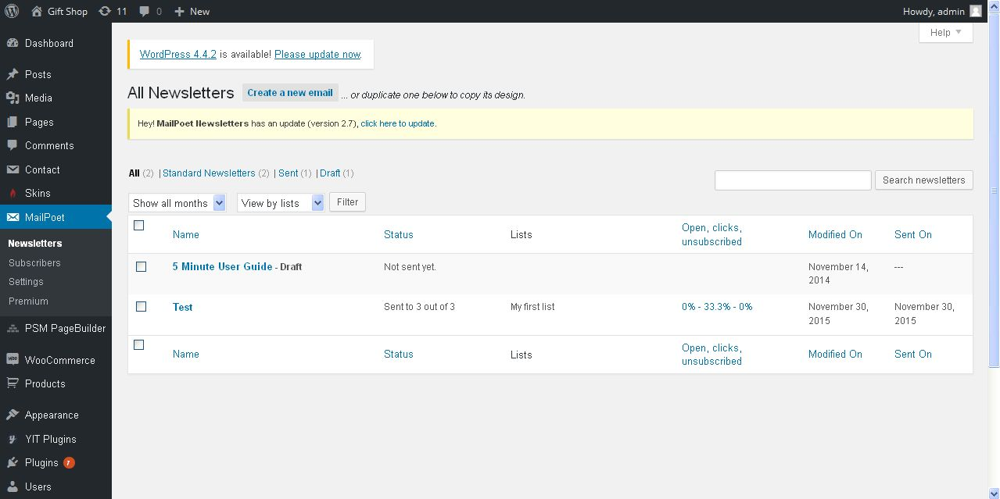 Gift Shop 11 0 New Howdy, admin
Help
Dashboard
Posts
Media
Pages
Comments
Contact
Skins
MailPoet
Newsletters
Subscribers
Settings
Premium
PSM PageBuilder
WooCommerce
Products
Appearance
YIT Plugins
Plugins
Users
WordPress 4.4.2 is available! Please update now.
All Newsletters Create a new email ... or duplicate one below to copy its design.
Hey! MailPoet Newsletters has an update (version 2.7), click here to update.
All (2) | Standard Newsletters (2) | Sent (1) | Draft (1)
Search newsletters
Show all months View by lists Filter
Name Status Lists Open, clicks, unsubscribed Modified On Sent On
5 Minute User Guide - Draft Not sent yet. November 14, 2014 ---
Test Sent to 3 out of 3 My first list 0% - 33.3% - 0% November 30, 2015 November 30, 2015
Name Status Lists Open, clicks, unsubscribed Modified On Sent On